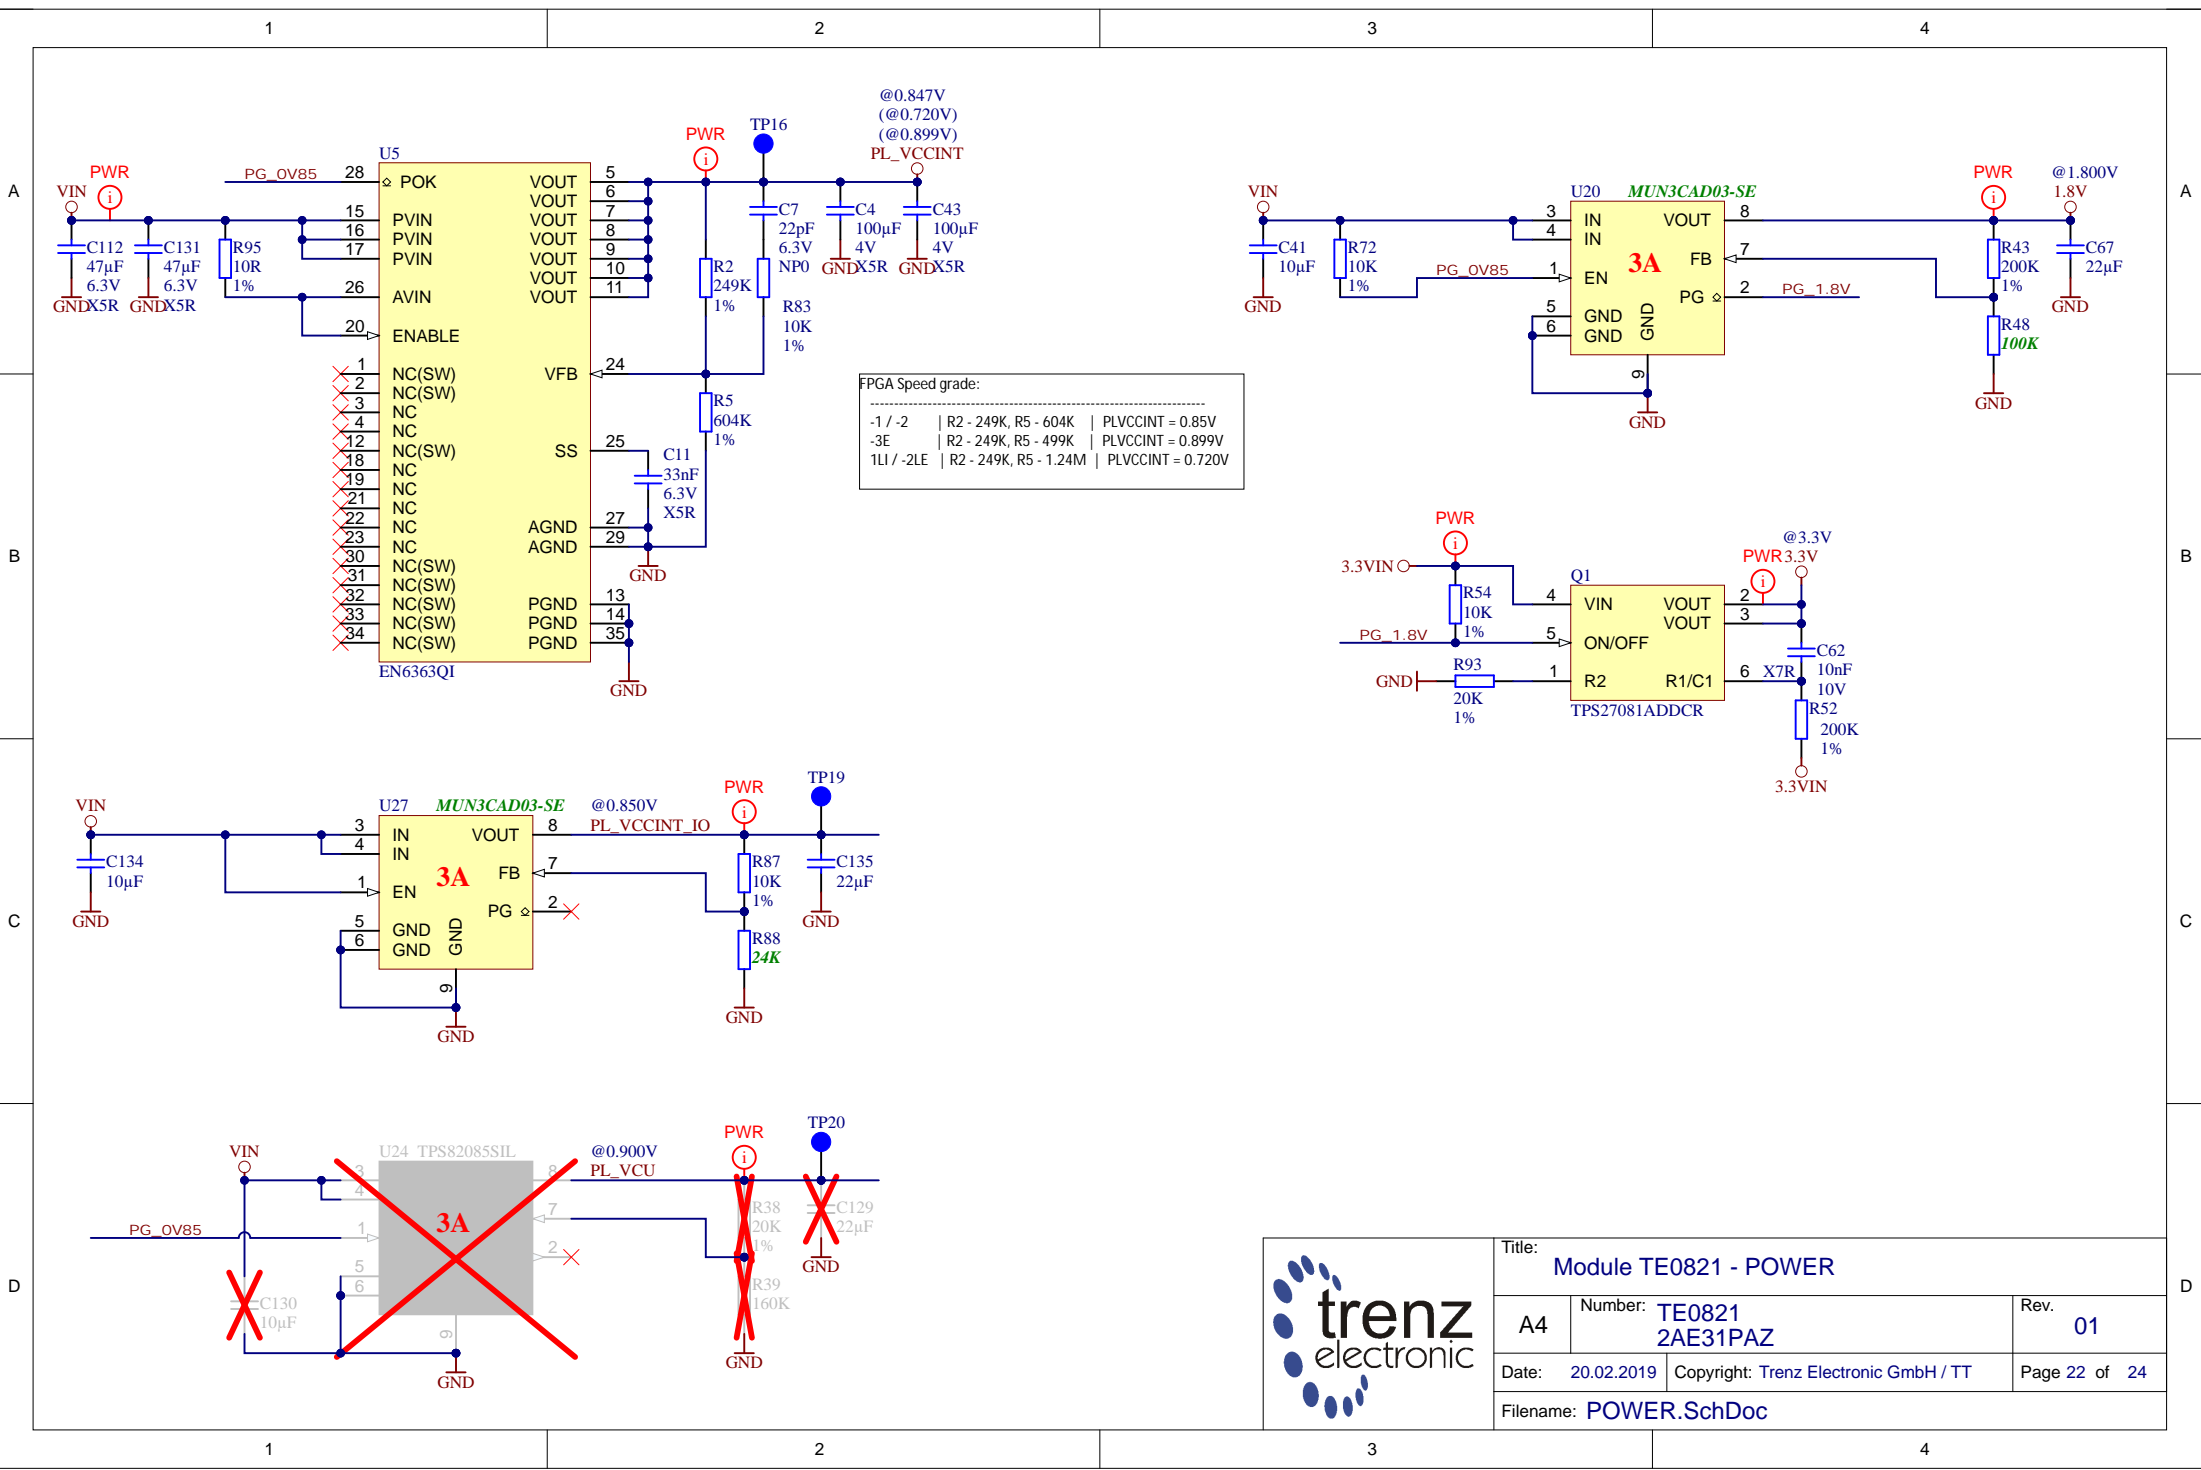 1 2 3 4
A
B
C
D
A
B
C
D
VIN
PWR
PG_0V85
C112
47µF
6.3V
X5R
GND
C131
47µF
6.3V
X5R
GND
R95
10R
1%
U5
28 POK
15 PVIN
16 PVIN
17 PVIN
26 AVIN
20 ENABLE
1 NC(SW)
2 NC(SW)
3 NC
4 NC
12 NC(SW)
18 NC
19 NC
21 NC
22 NC
23 NC
30 NC(SW)
31 NC(SW)
32 NC(SW)
33 NC(SW)
34 NC(SW)
VOUT 5
VOUT 6
VOUT 7
VOUT 8
VOUT 9
VOUT 10
VOUT 11
VFB 24
SS 25
AGND 27
AGND 29
PGND 13
PGND 14
PGND 35
EN6363QI
GND
PWR
TP16
@0.847V
(@0.720V)
(@0.899V)
PL_VCCINT
C7
22pF
6.3V
NP0
C4
100µF
4V
X5R
GND
C43
100µF
4V
X5R
GND
R2
249K
1%
R83
10K
1%
R5
604K
1%
C11
33nF
6.3V
X5R
GND
FPGA Speed grade:
-----------------------------------------------------------------------
-1 / -2 | R2 - 249K, R5 - 604K | PLVCCINT = 0.85V
-3E | R2 - 249K, R5 - 499K | PLVCCINT = 0.899V
1LI / -2LE | R2 - 249K, R5 - 1.24M | PLVCCINT = 0.720V
VIN
C41
10µF
GND
R72
10K
1%
PG_0V85
U20 MUN3CAD03-SE
3 IN
4 IN
1 EN
5 GND
6 GND
GND
9
3A
VOUT 8
FB 7
PG 2
PG_1.8V
GND
PWR
@1.800V
1.8V
R43
200K
1%
C67
22µF
GND
R48
100K
GND
PWR
3.3VIN
R54
10K
1%
PG_1.8V
R93
20K
1%
GND
Q1
4 VIN
5 ON/OFF
1 R2
VOUT 2
VOUT 3
R1/C1 6
TPS27081ADDCR
PWR
@3.3V
3.3V
C62
10nF
10V
X7R
R52
200K
1%
3.3VIN
VIN
C134
10µF
GND
U27 MUN3CAD03-SE
3 IN
4 IN
1 EN
5 GND
6 GND
GND
9
3A
VOUT 8
FB 7
PG 2
GND
@0.850V
PL_VCCINT_IO
PWR
TP19
R87
10K
1%
C135
22µF
GND
R88
24K
GND
VIN
PG_0V85
C130
10µF
U24 TPS82085SIL
3
4
1
5
6
9
3A
8
7
2
GND
@0.900V
PL_VCU
PWR
TP20
R38
20K
1%
C129
22µF
GND
R39
160K
GND
trenz
electronic
Title:
Module TE0821 - POWER
A4
Number: TE0821
2AE31PAZ
Rev.
01
Date: 20.02.2019
Copyright: Trenz Electronic GmbH / TT
Page 22 of 24
Filename: POWER.SchDoc
1 2 3 4